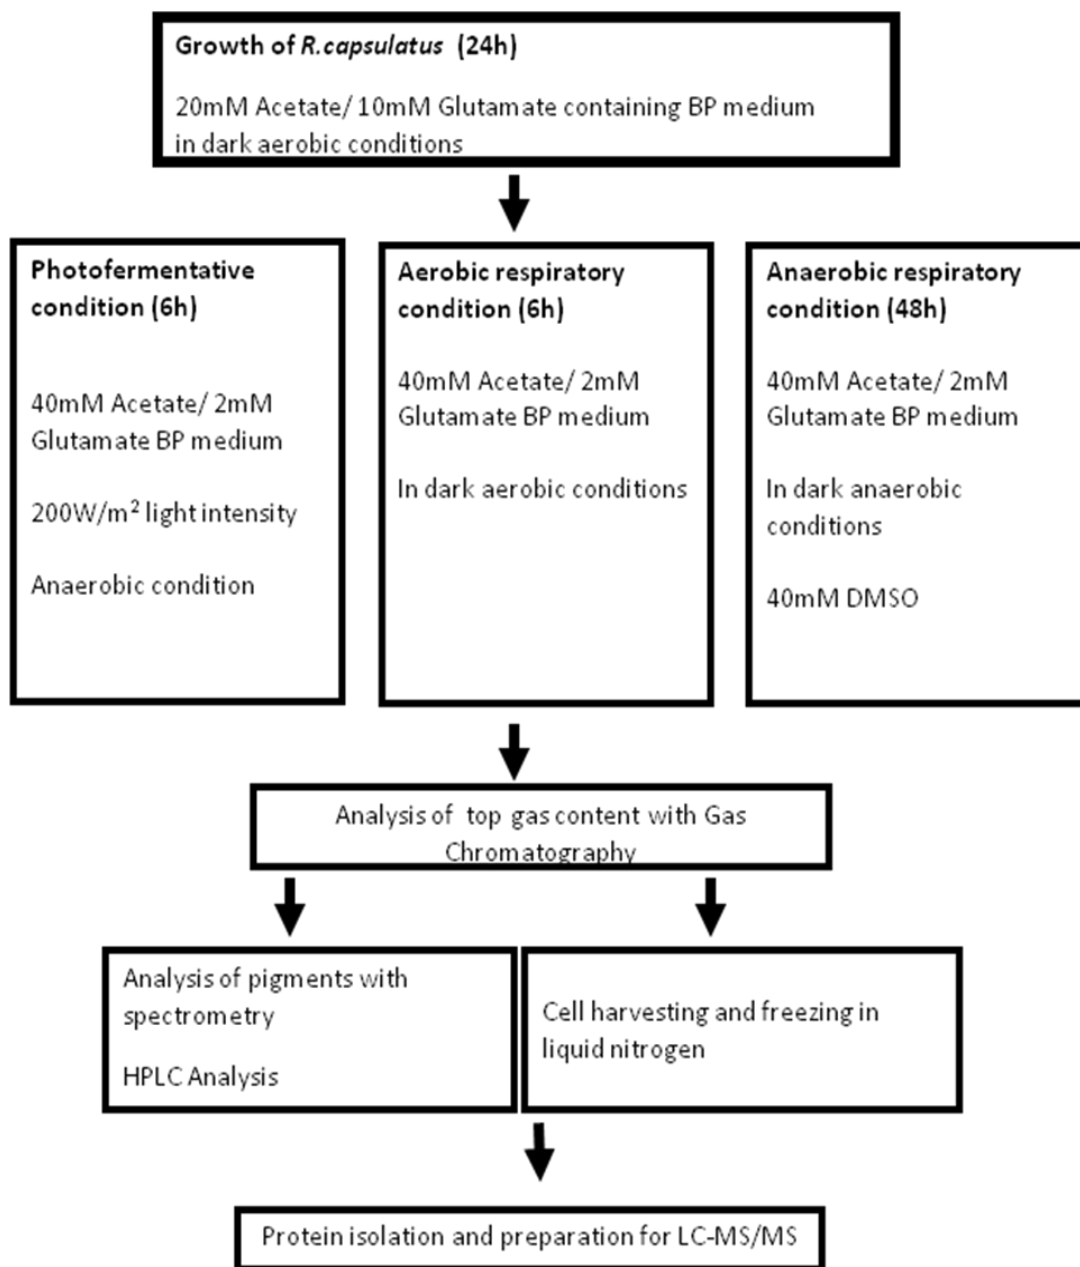 Growth of R.capsulatus (24h)
20mM Acetate/ 10mM Glutamate containing BP medium
in dark aerobic conditions
Photofermentative
condition (6h)
40mM Acetate/ 2mM
Glutamate BP medium
200W/m² light intensity
Anaerobic condition
Aerobic respiratory
condition (6h)
40mM Acetate/ 2mM
Glutamate BP medium
In dark aerobic conditions
Anaerobic respiratory
condition (48h)
40mM Acetate/ 2mM
Glutamate BP medium
In dark anaerobic
conditions
40mM DMSO
Analysis of top gas content with Gas
Chromatography
Analysis of pigments with
spectrometry
HPLC Analysis
Cell harvesting and freezing in
liquid nitrogen
Protein isolation and preparation for LC-MS/MS